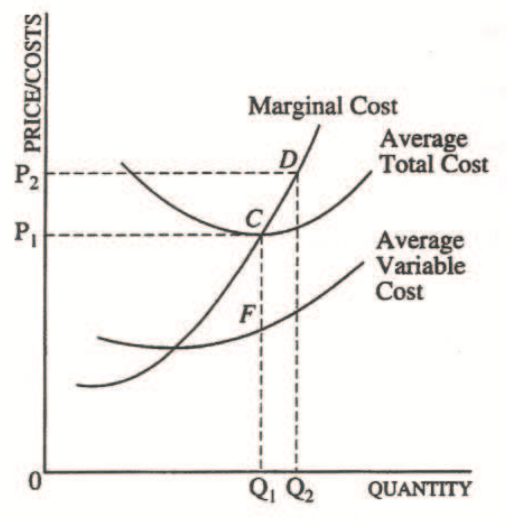 PRICE/COSTS
Marginal Cost
Average
Total Cost
D
P2
C
P1
Average
Variable
Cost
F
0
Q1 Q2 QUANTITY